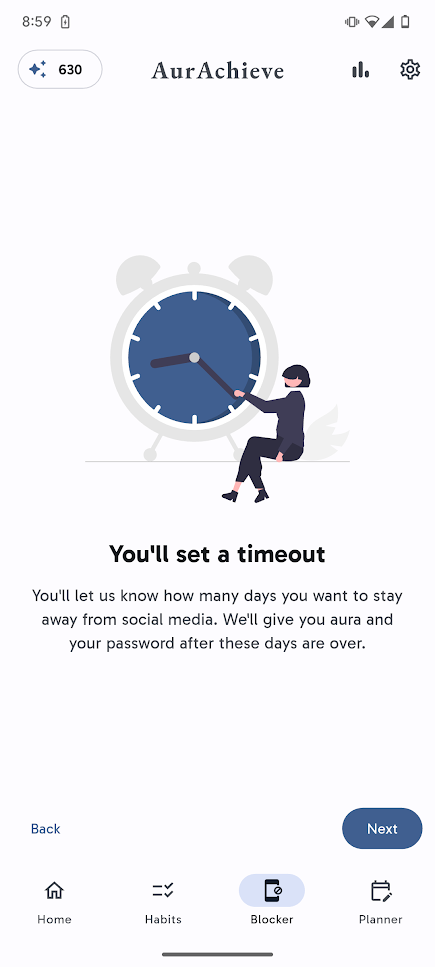 8:59
630
AurAchieve
You'll set a timeout
You'll let us know how many days you want to stay
away from social media. We'll give you aura and
your password after these days are over.
Back
Next
Home
Habits
Blocker
Planner